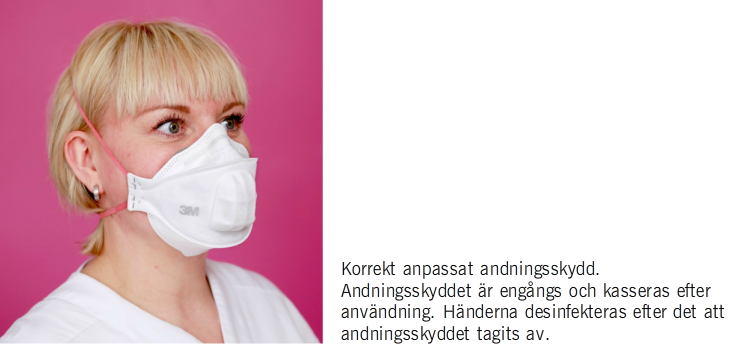 3M
Korrekt anpassat andningsskydd.
Andningsskyddet är engångs och kasseras efter
användning. Händerna desinfekteras efter det att
andningsskyddet tagits av.